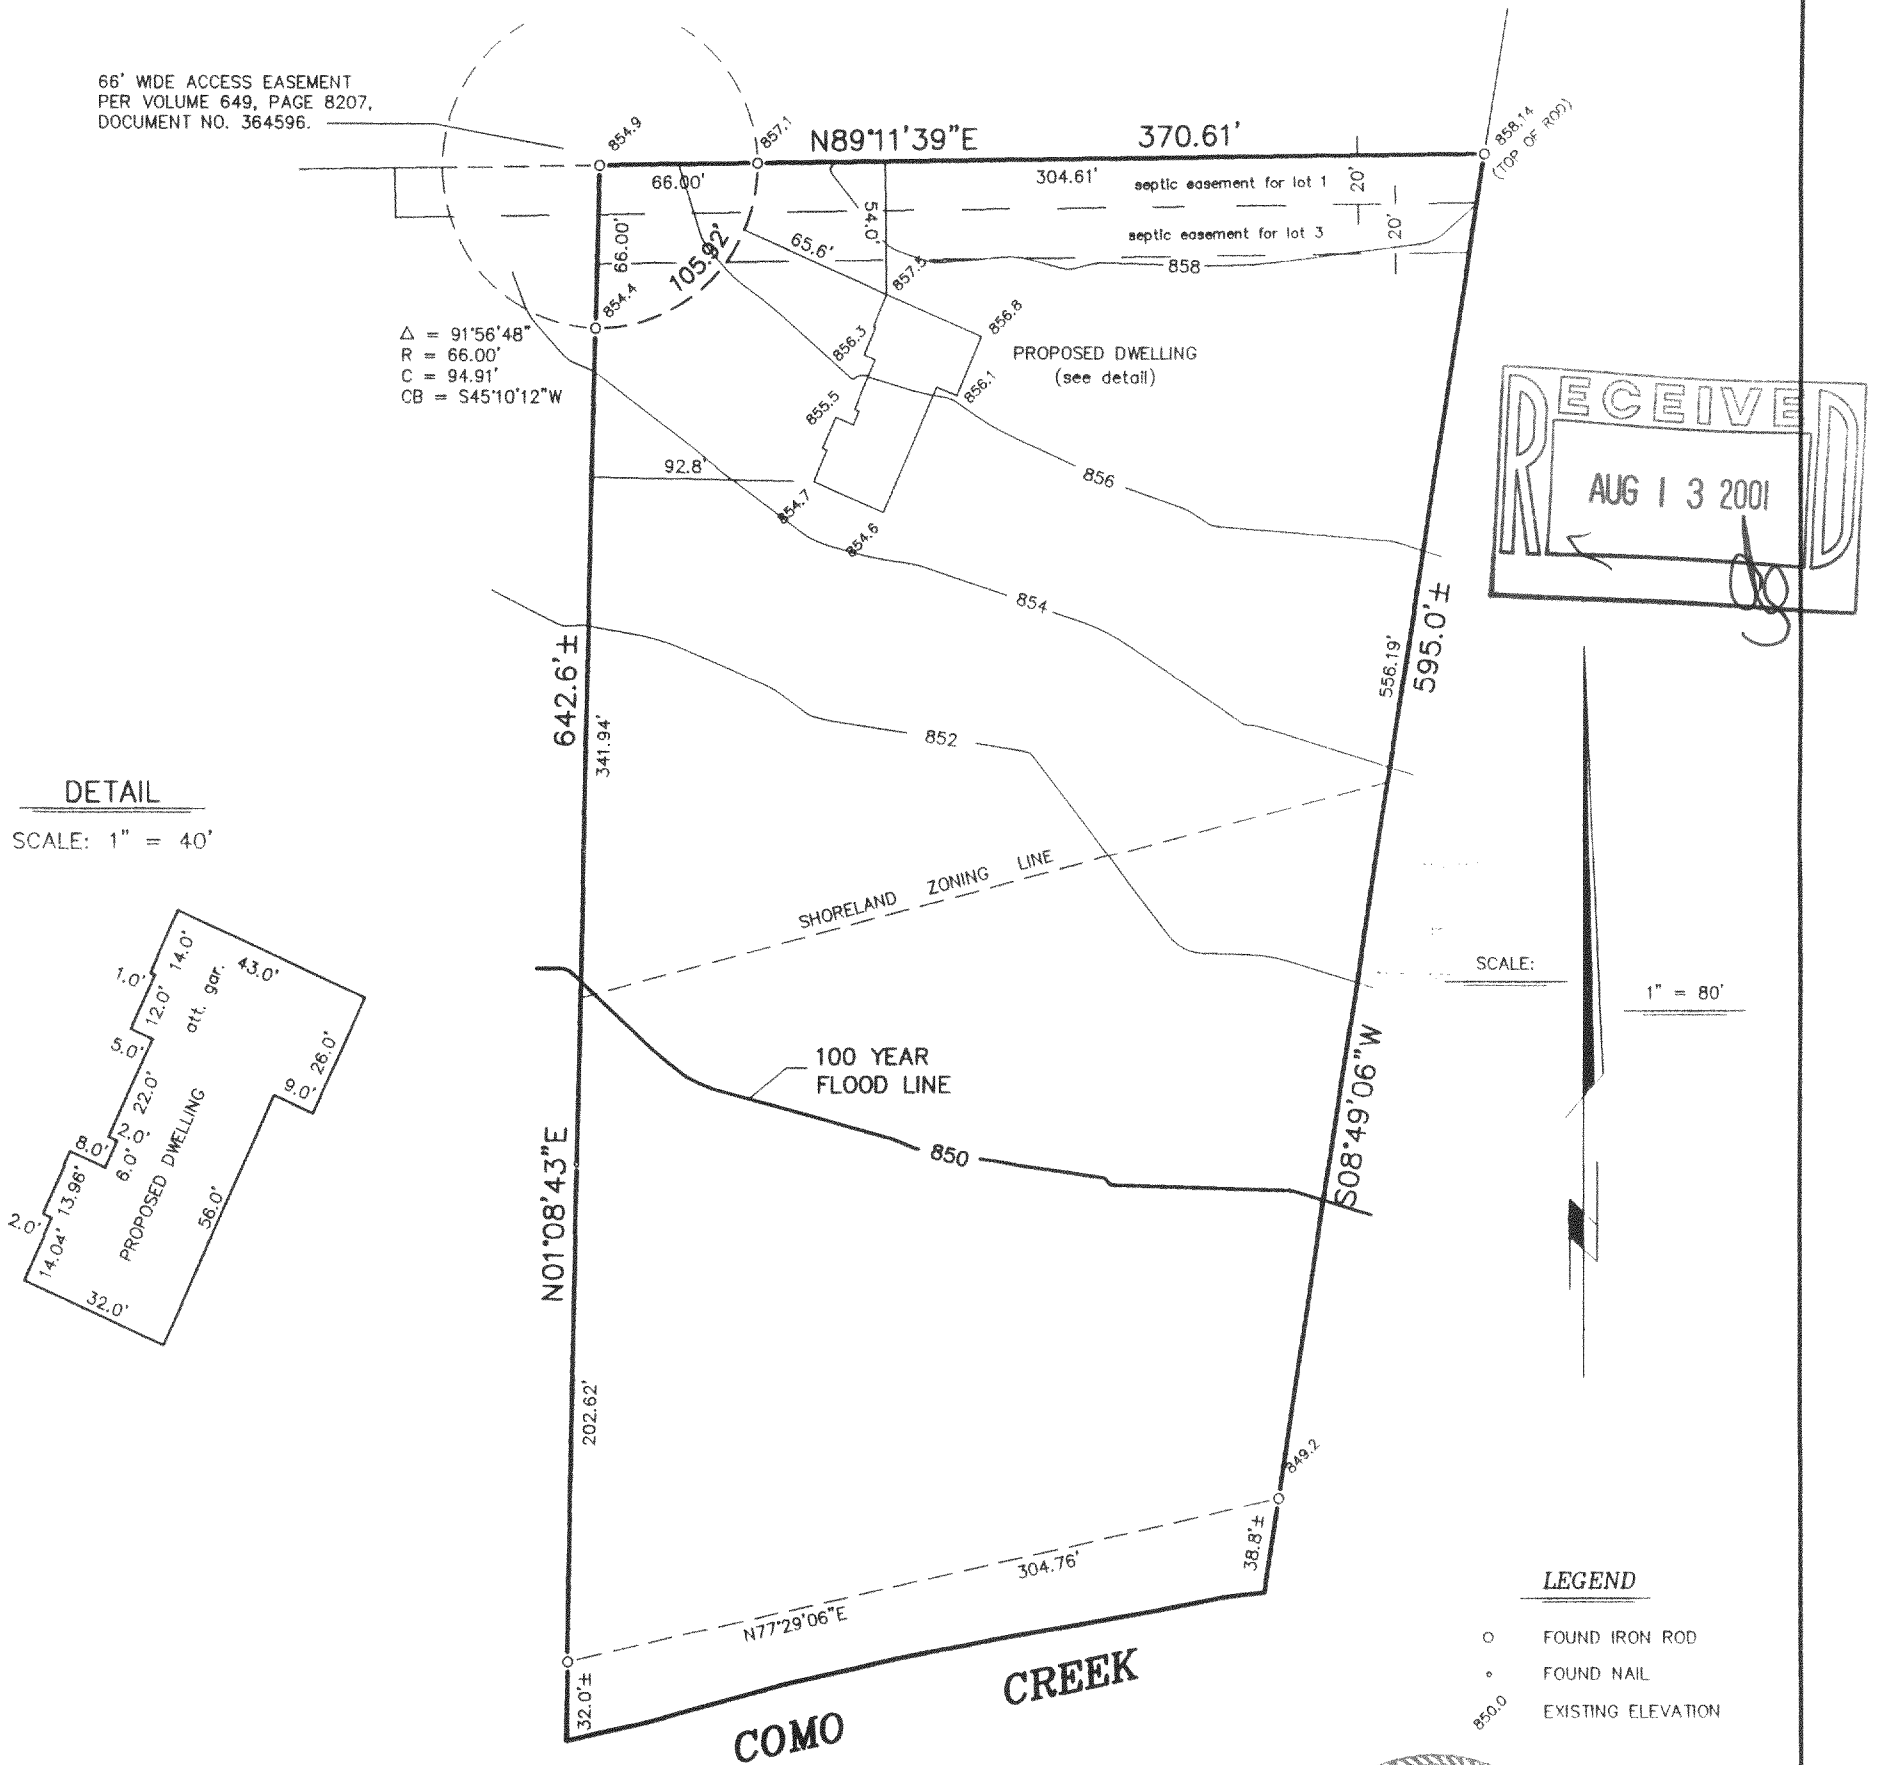 66' WIDE ACCESS EASEMENT
PER VOLUME 649, PAGE 8207,
DOCUMENT NO. 364596.
854.9
857.1
N89°11'39"E
370.61'
858.14
(TOP OF ROD)
66.00'
304.61'
septic easement for lot 1
20'
54.0'
septic easement for lot 3
20'
66.00'
105.92'
65.6'
858
857.5
854.4
856.8
856.3
Δ = 91°56'48"
R = 66.00'
C = 94.91'
CB = S45°10'12"W
PROPOSED DWELLING
(see detail)
856.1
855.5
RECEIVED
AUG 13 2001
92.8'
856
854.7
854.6
854
595.0'±
556.19'
642.6'±
341.94'
852
DETAIL
SCALE: 1" = 40'
SHORELAND ZONING LINE
SCALE:
1" = 80'
14.0'
43.0'
1.0'
att. gar.
12.0'
5.0'
26.0'
22.0'
9.0'
2.0'
8.0'
6.0'
PROPOSED DWELLING
13.96'
56.0'
2.0'
14.04'
32.0'
100 YEAR
FLOOD LINE
850
S08°49'06"W
N01°08'43"E
202.62'
849.2
38.8'±
304.76'
N77°29'06"E
32.0'±
COMO CREEK
LEGEND
FOUND IRON ROD
FOUND NAIL
850.0 EXISTING ELEVATION